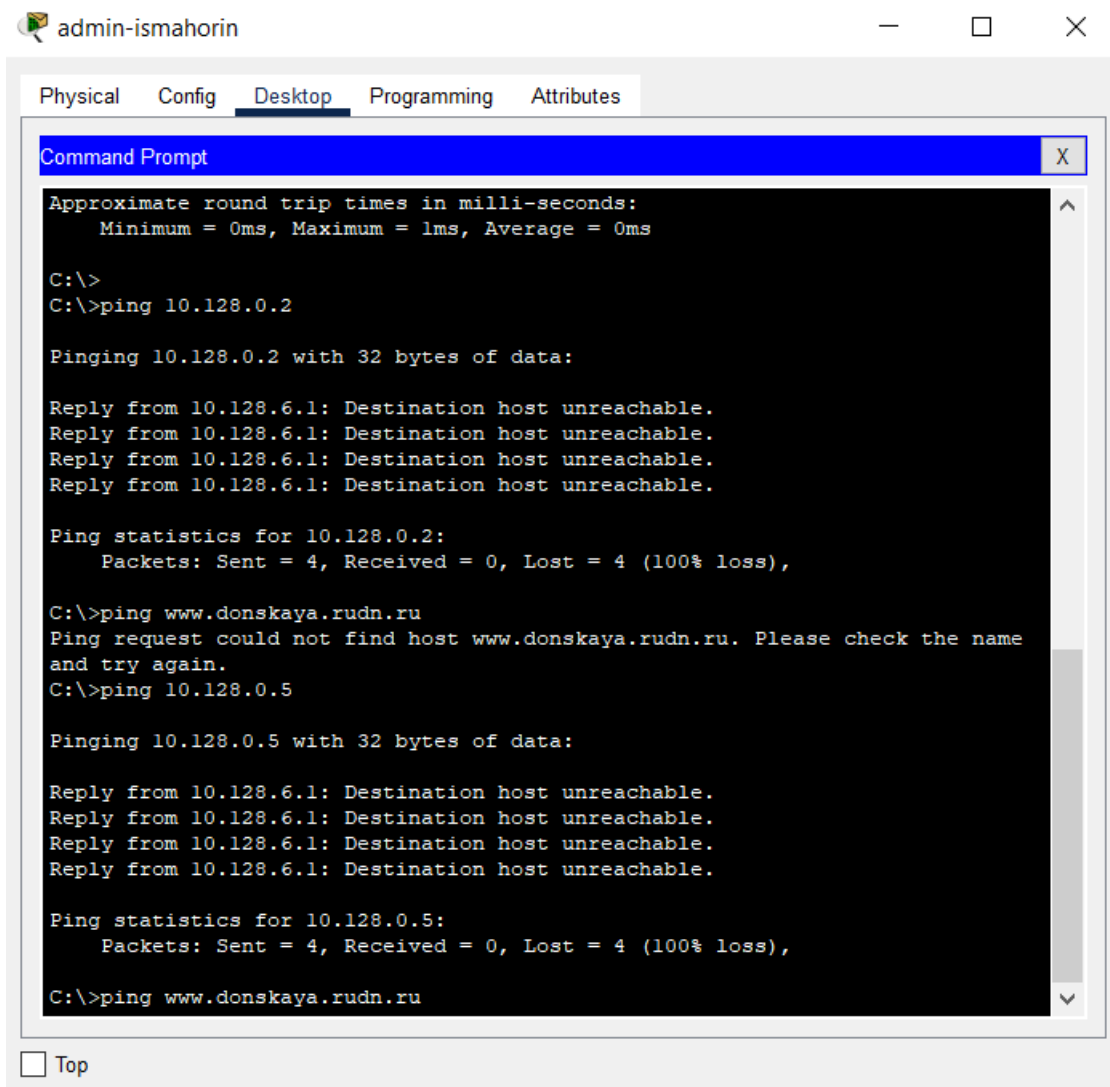 admin-ismahorin
Physical Config Desktop Programming Attributes
Command Prompt X
Approximate round trip times in milli-seconds:
    Minimum = 0ms, Maximum = 1ms, Average = 0ms
C:\>
C:\>ping 10.128.0.2
Pinging 10.128.0.2 with 32 bytes of data:
Reply from 10.128.6.1: Destination host unreachable.
Reply from 10.128.6.1: Destination host unreachable.
Reply from 10.128.6.1: Destination host unreachable.
Reply from 10.128.6.1: Destination host unreachable.
Ping statistics for 10.128.0.2:
    Packets: Sent = 4, Received = 0, Lost = 4 (100% loss),
C:\>ping www.donskaya.rudn.ru
Ping request could not find host www.donskaya.rudn.ru. Please check the name
and try again.
C:\>ping 10.128.0.5
Pinging 10.128.0.5 with 32 bytes of data:
Reply from 10.128.6.1: Destination host unreachable.
Reply from 10.128.6.1: Destination host unreachable.
Reply from 10.128.6.1: Destination host unreachable.
Reply from 10.128.6.1: Destination host unreachable.
Ping statistics for 10.128.0.5:
    Packets: Sent = 4, Received = 0, Lost = 4 (100% loss),
C:\>ping www.donskaya.rudn.ru
Top